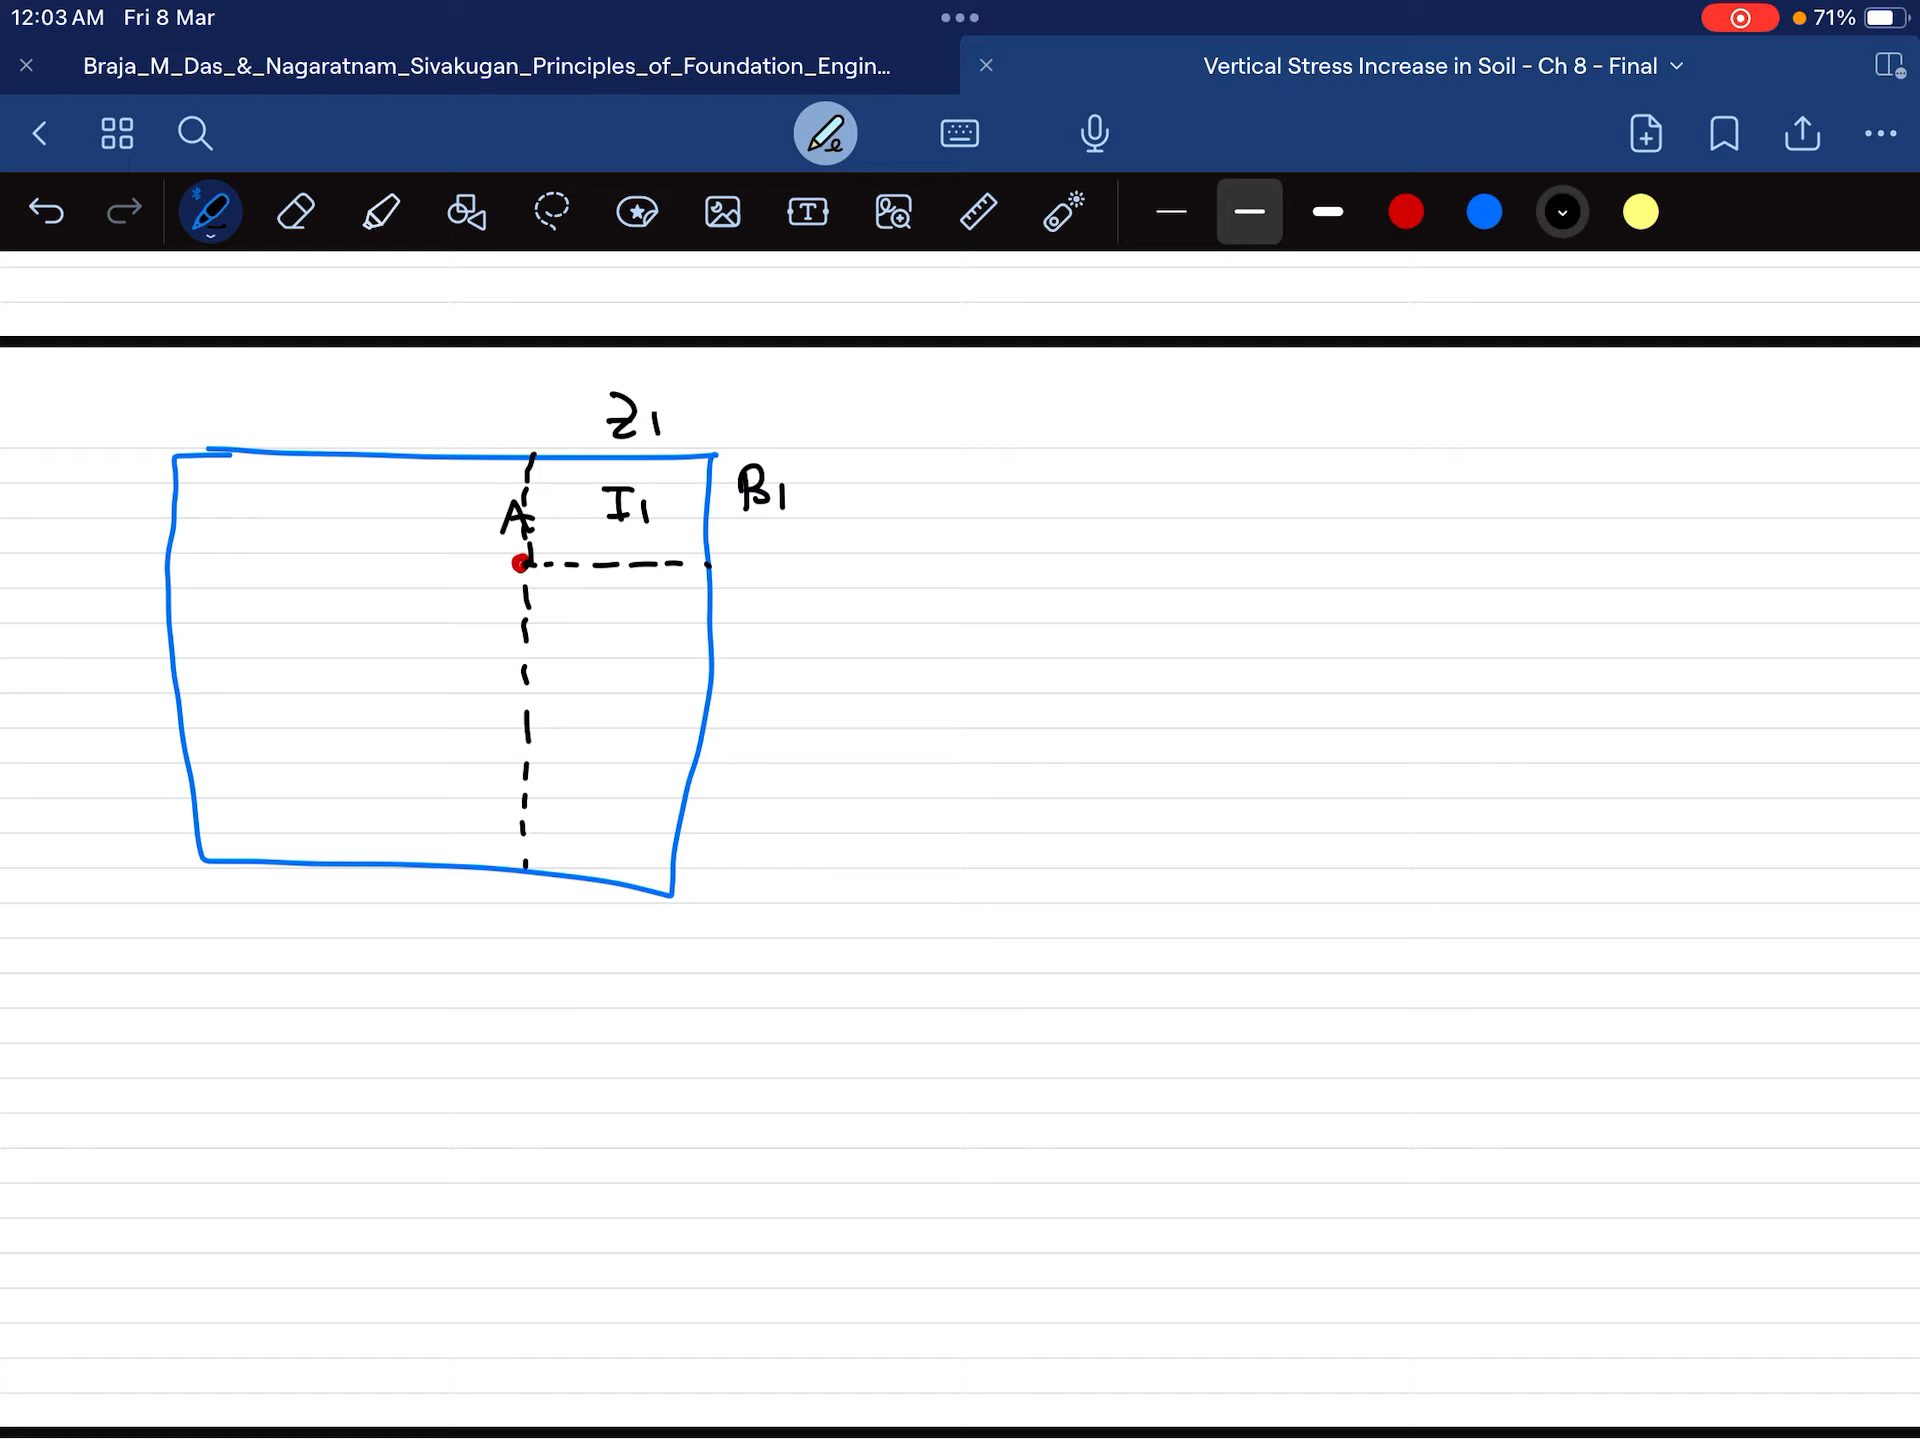 12:03 AM Fri 8 Mar
71%
Braja_M_Das_&_Nagaratnam_Sivakugan_Principles_of_Foundation_Engin...
Vertical Stress Increase in Soil - Ch 8 - Final
Z1
B1
I1
A